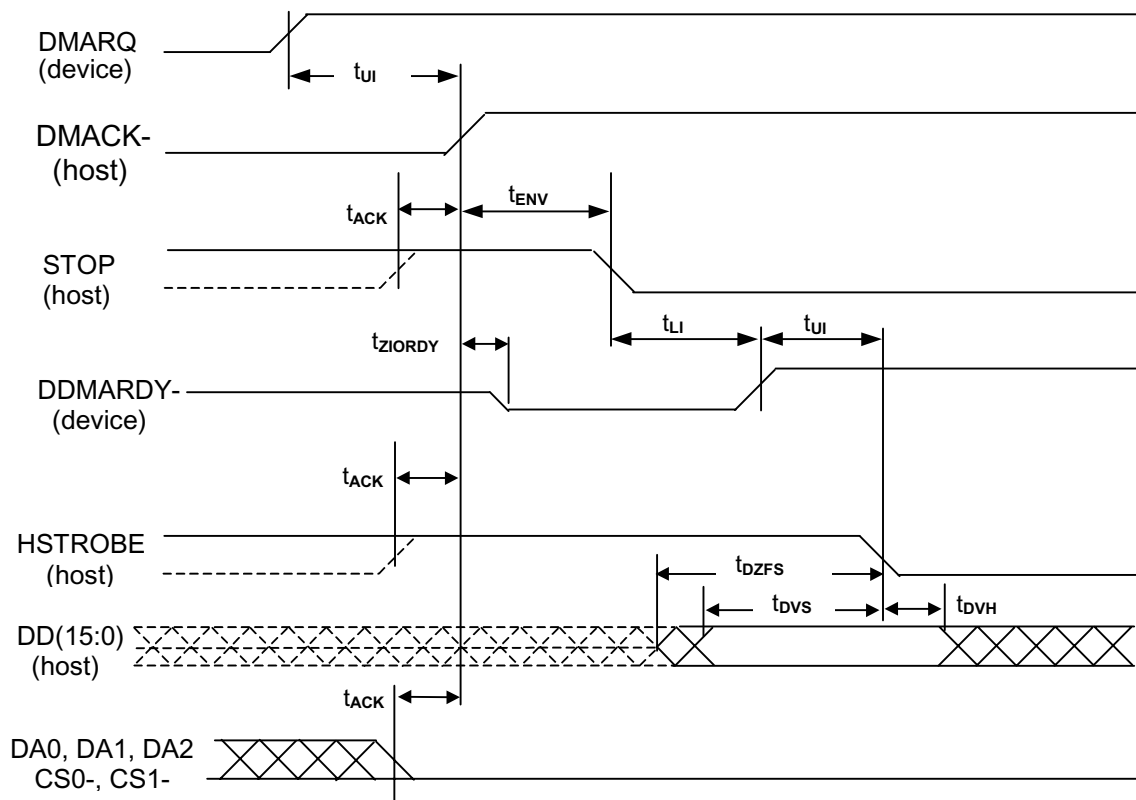 DMARQ
(device)
tUI
DMACK-
(host)
tACK
tENV
STOP
(host)
tZIORDY
tLI
tUI
DDMARDY-
(device)
tACK
HSTROBE
(host)
tDZFS
tDVS
tDVH
DD(15:0)
(host)
tACK
DA0, DA1, DA2
CS0-, CS1-